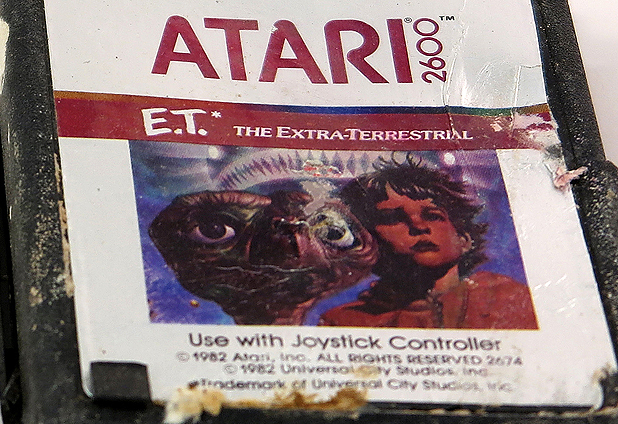 ATARI® 2600™
E.T.* THE EXTRA-TERRESTRIAL
Use with Joystick Controller
© 1982 Atari, Inc. ALL RIGHTS RESERVED 2674
© 1982 Universal City Studios, Inc.
*Trademark of Universal City Studios, Inc.